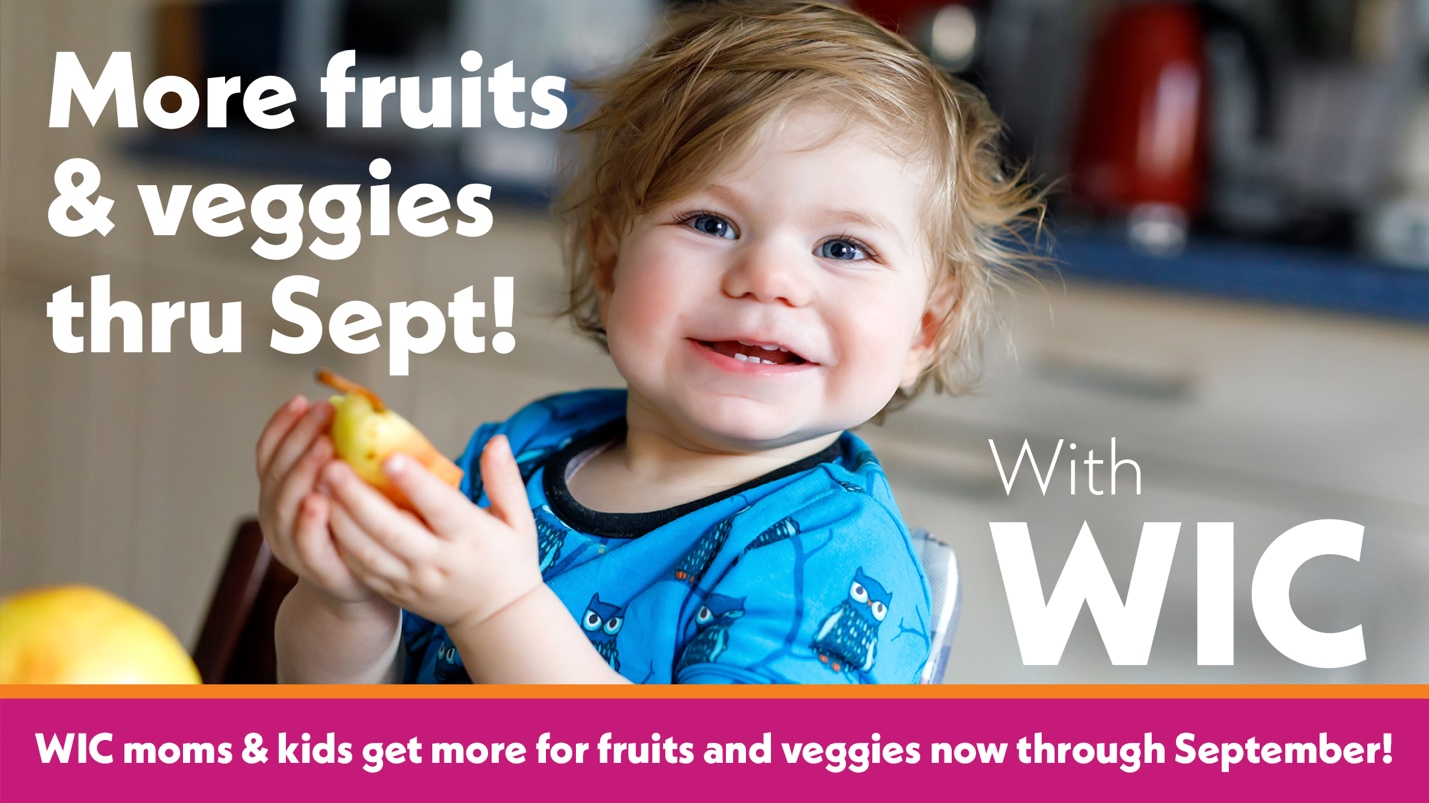 More fruits
& veggies
thru Sept!
With
WIC
WIC moms & kids get more for fruits and veggies now through September!